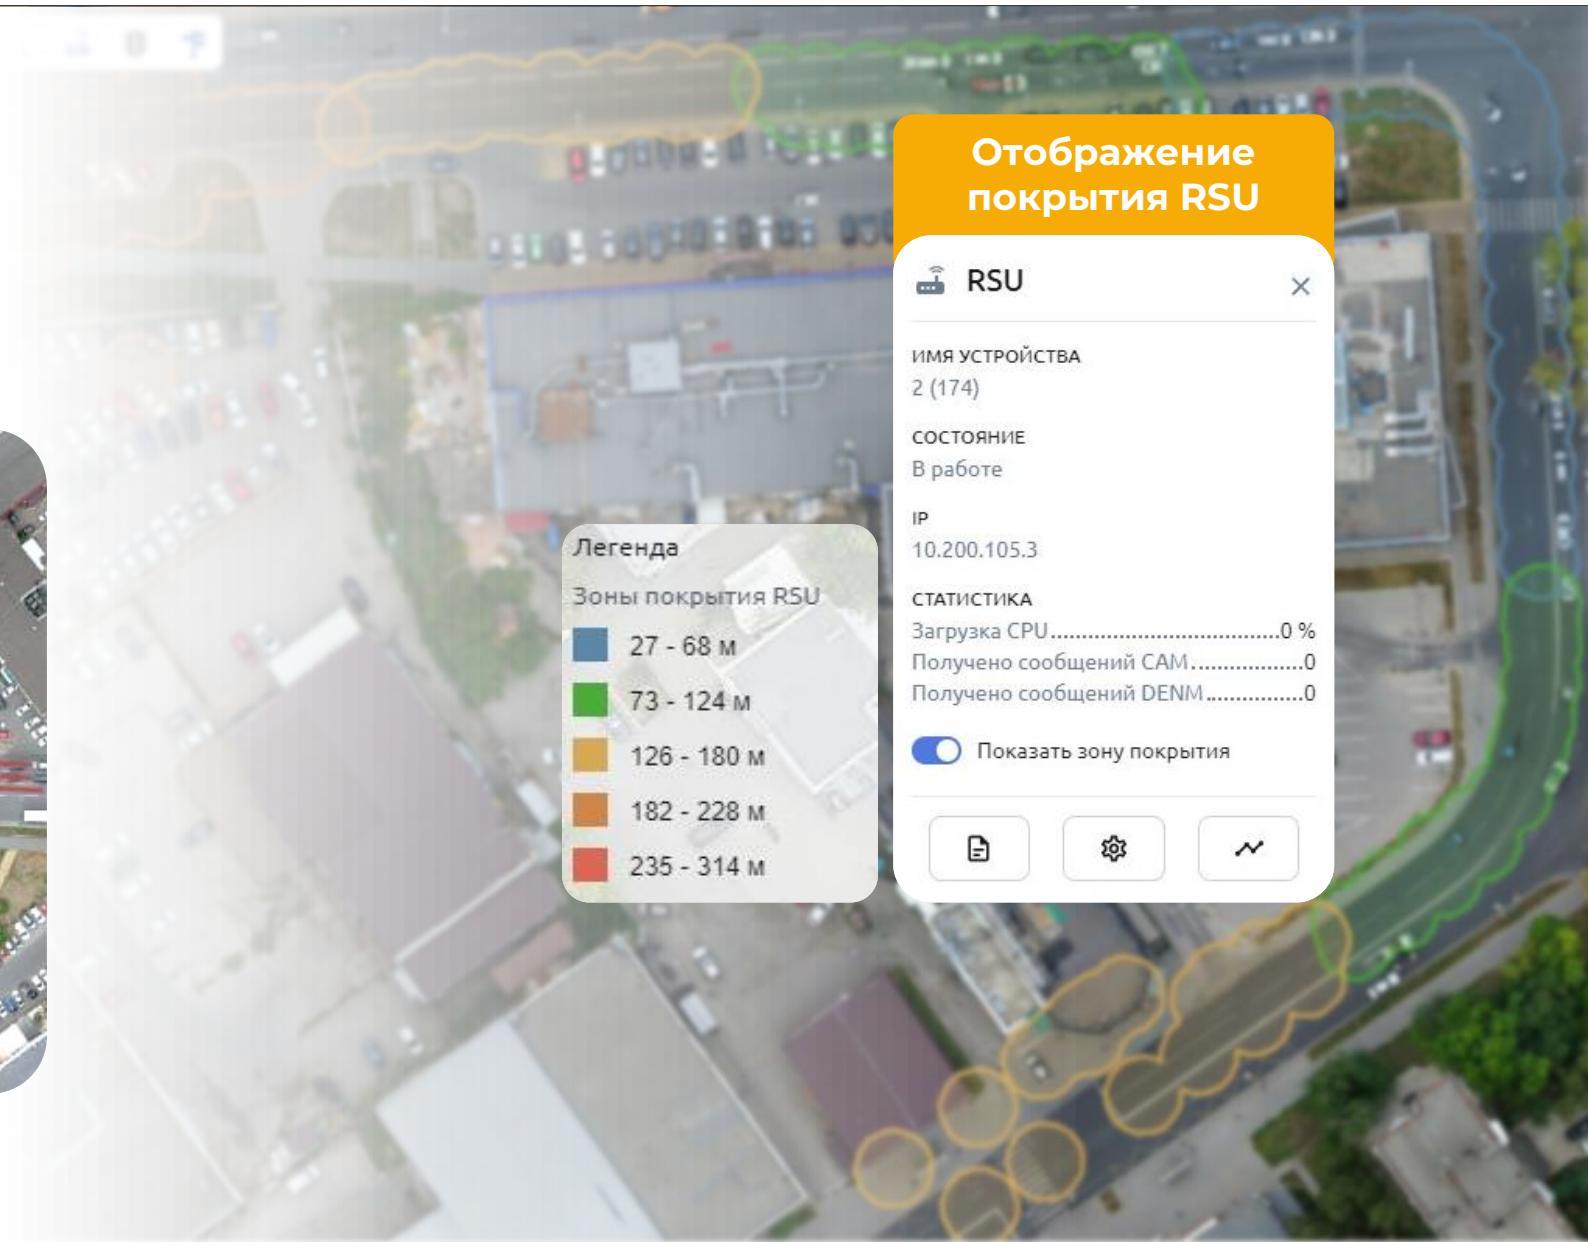 Отображение
покрытия RSU
RSU
ИМЯ УСТРОЙСТВА
2 (174)
СОСТОЯНИЕ
В работе
IP
10.200.105.3
СТАТИСТИКА
Загрузка CPU....................................0 %
Получено сообщений CAM..................0
Получено сообщений DENM...............0
Показать зону покрытия
Легенда
Зоны покрытия RSU
27 - 68 м
73 - 124 м
126 - 180 м
182 - 228 м
235 - 314 м